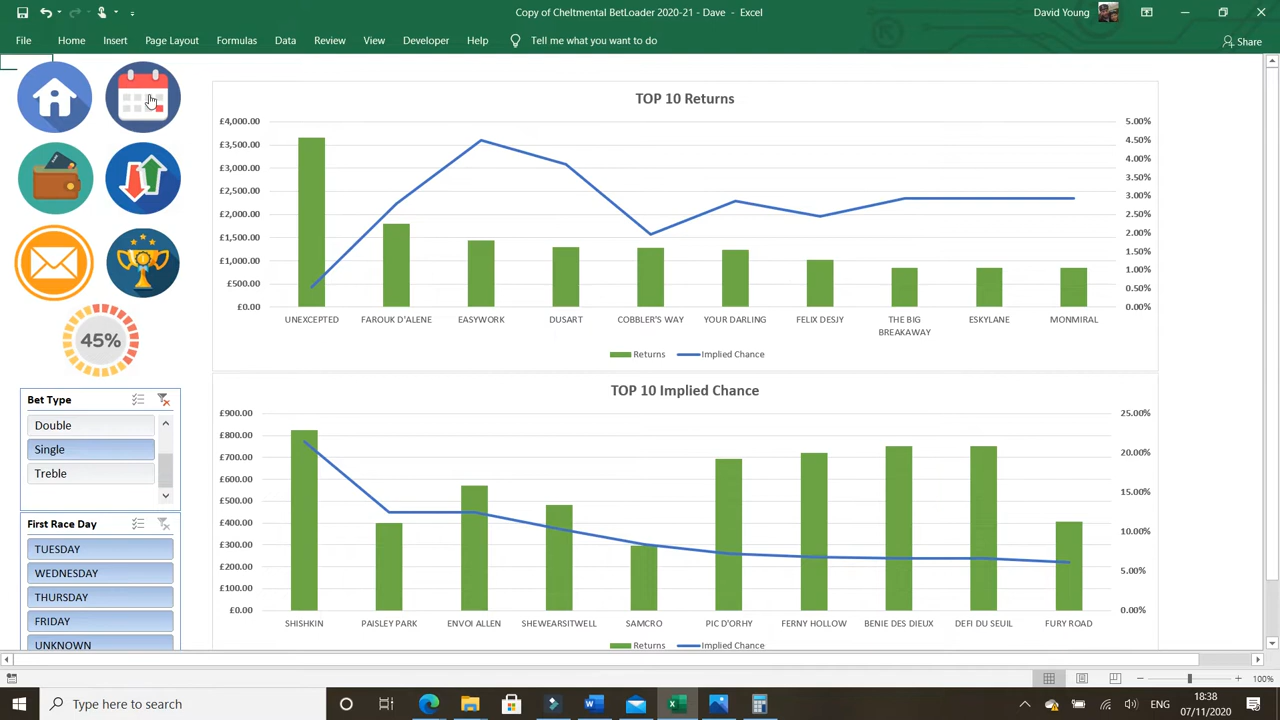 Copy of Cheltmental BetLoader 2020-21 - Dave - Excel
David Young
File Home Insert Page Layout Formulas Data Review View Developer Help Tell me what you want to do Share
TOP 10 Returns
£4,000.00
£3,500.00
£3,000.00
£2,500.00
£2,000.00
£1,500.00
£1,000.00
£500.00
£0.00
5.00%
4.50%
4.00%
3.50%
3.00%
2.50%
2.00%
1.50%
1.00%
0.50%
0.00%
UNEXCEPTED FAROUK D'ALENE EASYWORK DUSART COBBLER'S WAY YOUR DARLING FELIX DESJY THE BIG BREAKAWAY ESKYLANE MONMIRAL
Returns Implied Chance
45%
Bet Type
Double
Single
Treble
First Race Day
TUESDAY
WEDNESDAY
THURSDAY
FRIDAY
UNKNOWN
TOP 10 Implied Chance
£900.00
£800.00
£700.00
£600.00
£500.00
£400.00
£300.00
£200.00
£100.00
£0.00
25%
20.00%
15.00%
10.00%
5.00%
0.00%
SHISHKIN PAISLEY PARK ENVOI ALLEN SHEWEARSITWELL SAMCRO PIC D'ORHY FERNY HOLLOW BENIE DES DIEUX DEFI DU SEUIL FURY ROAD
Returns Implied Chance
100%
Type here to search
ENG
18:38
07/11/2020